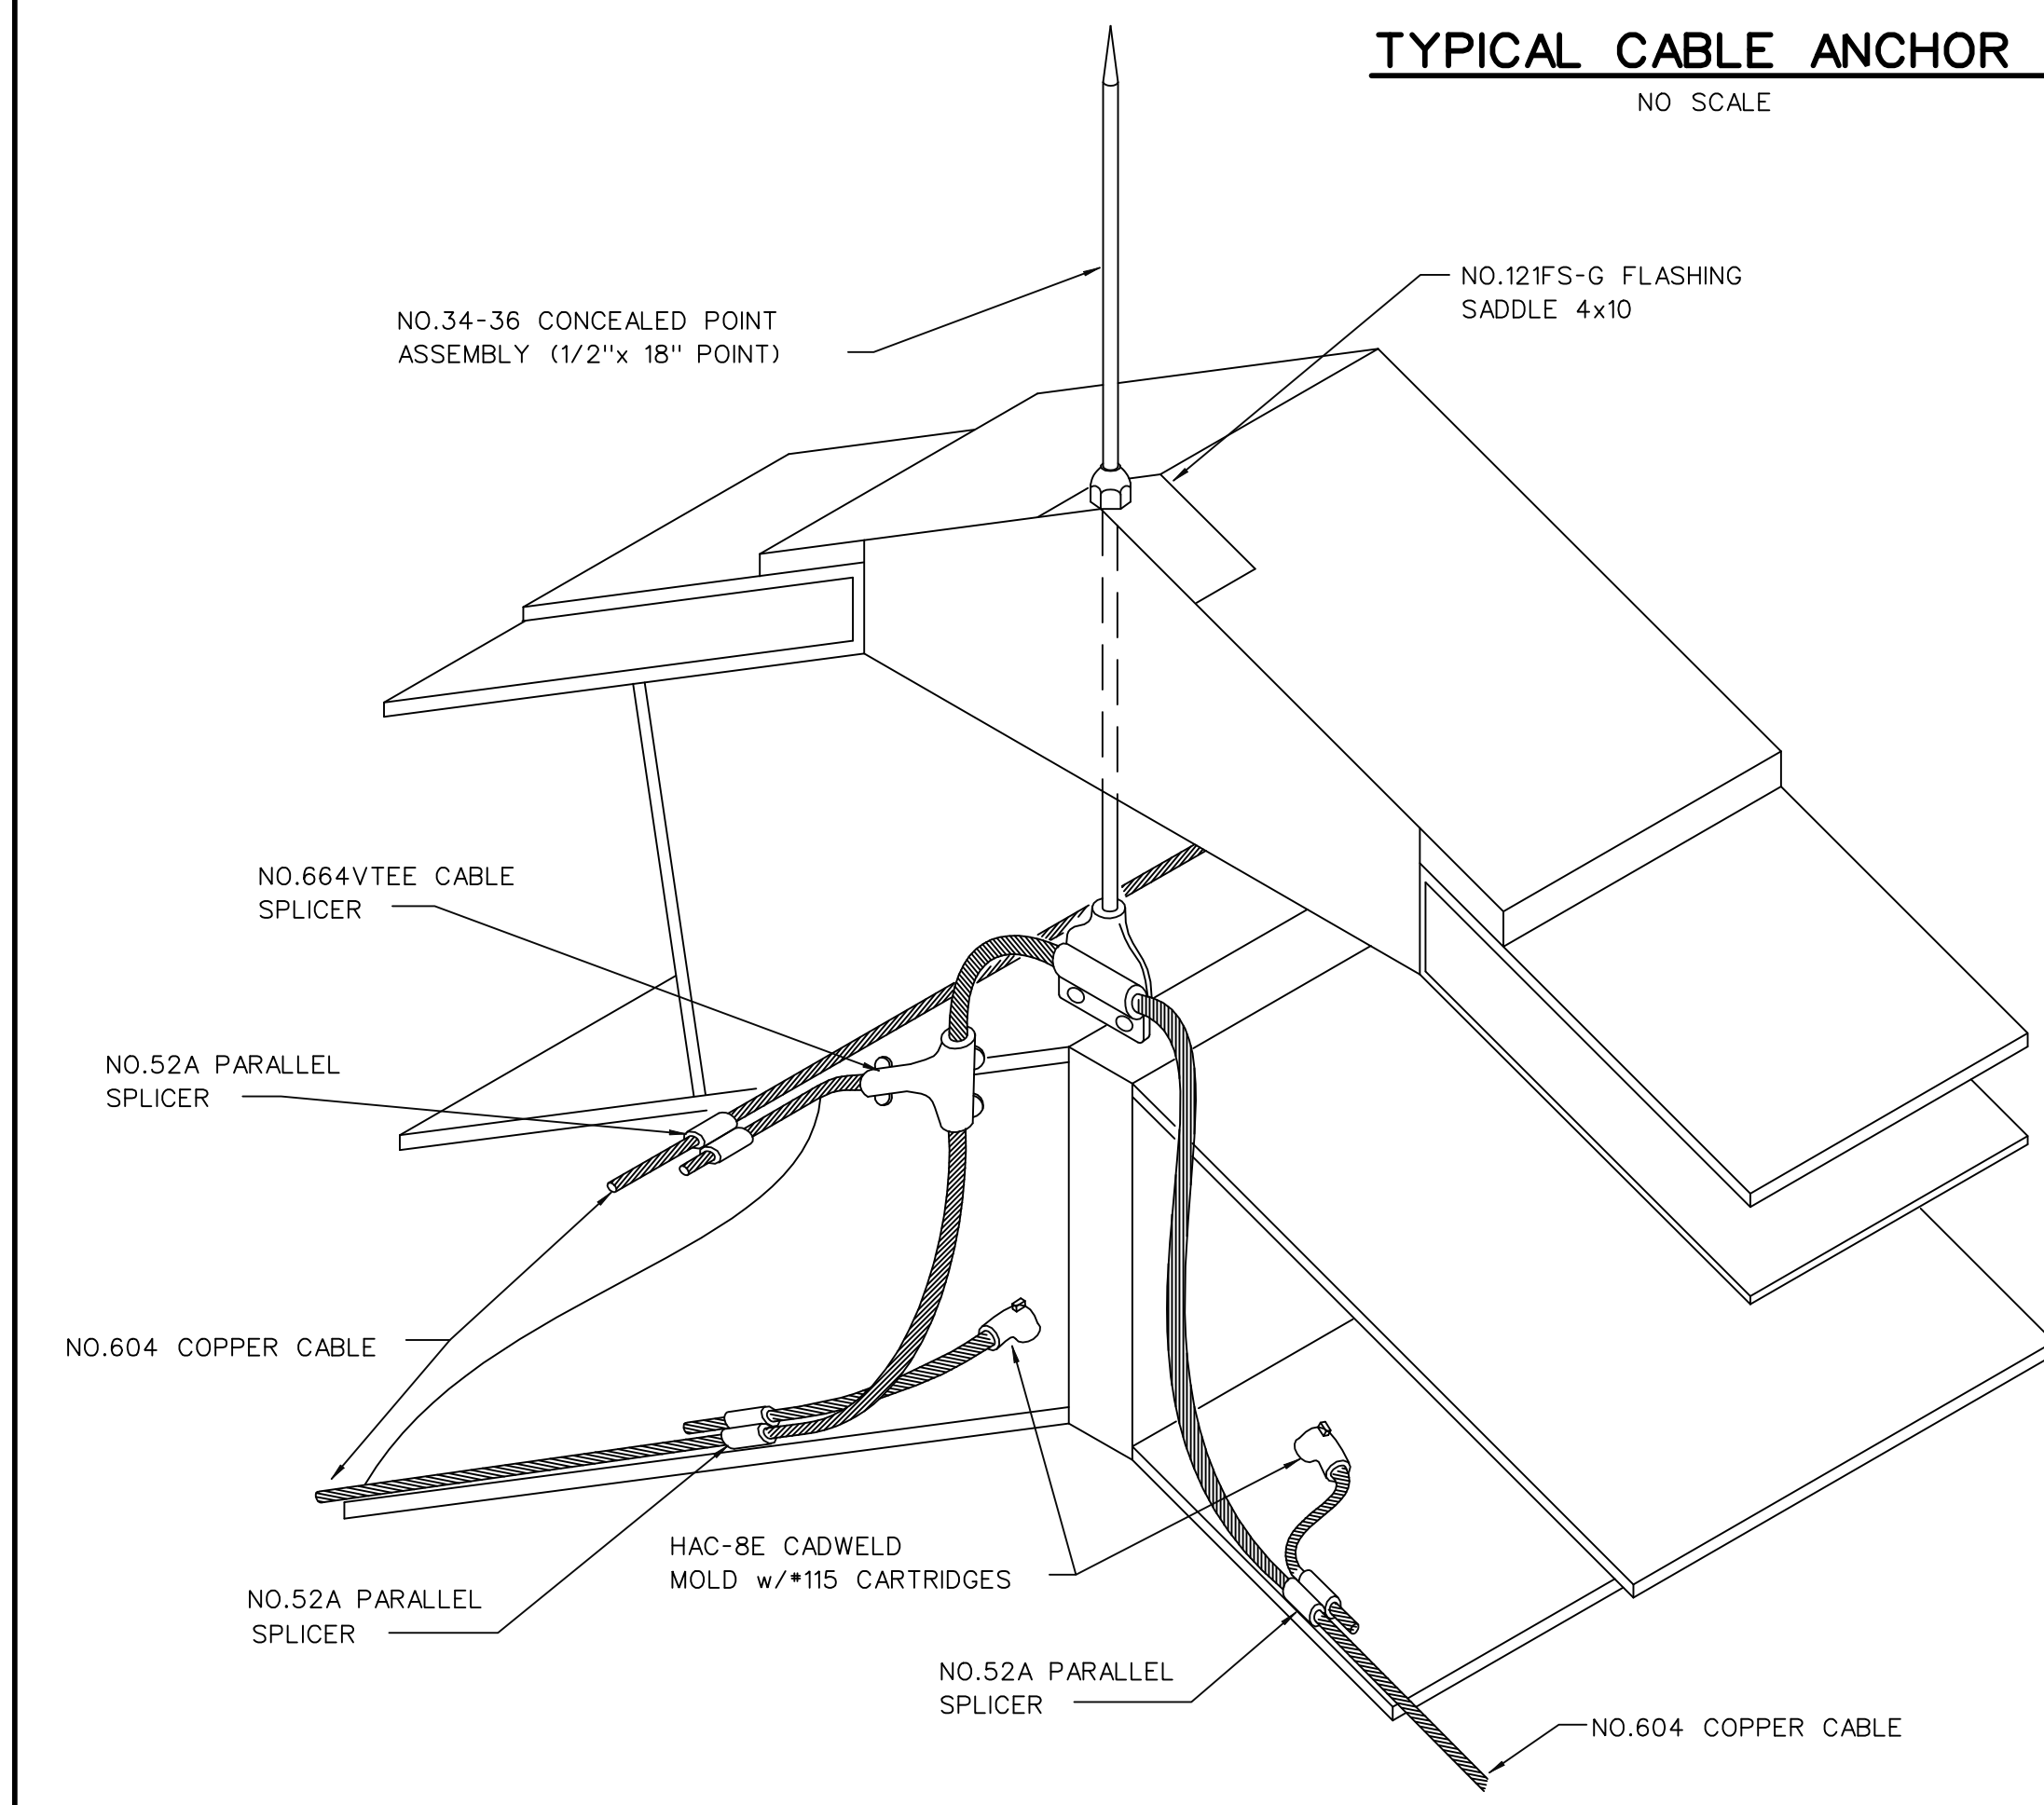 TYPICAL CABLE ANCHOR
NO SCALE
NO.121FS-G FLASHING
SADDLE 4x10
NO.34-36 CONCEALED POINT
ASSEMBLY (1/2"x 18" POINT)
NO.664VTEE CABLE
SPLICER
NO.52A PARALLEL
SPLICER
NO.604 COPPER CABLE
HAC-8E CADWELD
MOLD w/#115 CARTRIDGES
NO.52A PARALLEL
SPLICER
NO.52A PARALLEL
SPLICER
NO.604 COPPER CABLE